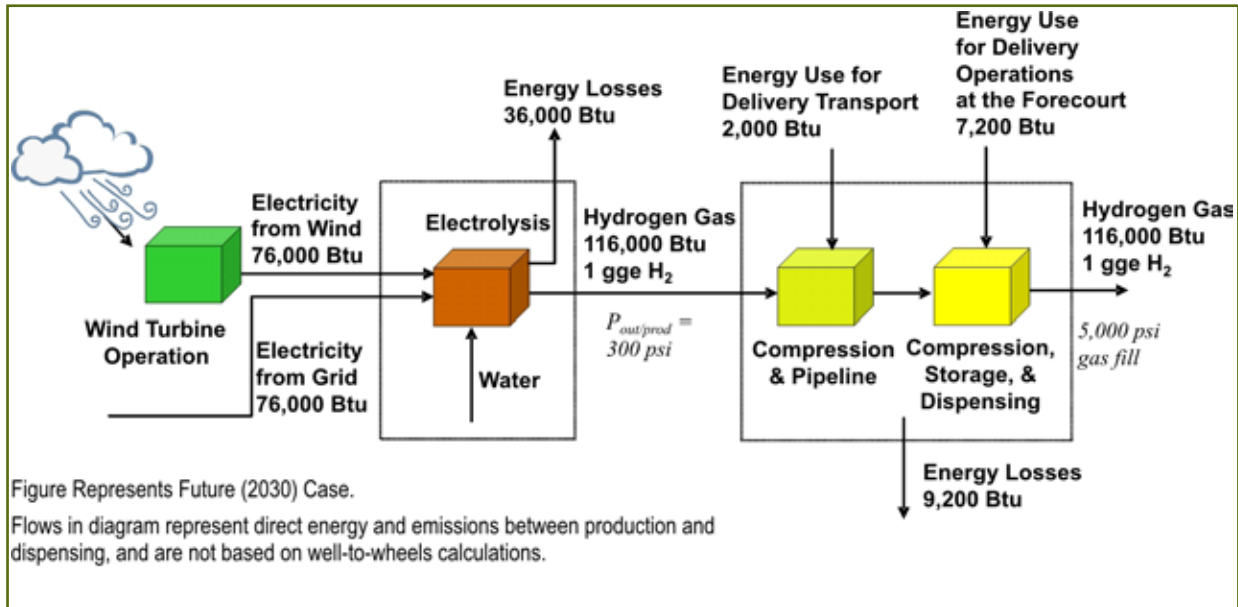 Energy Losses
36,000 Btu
Energy Use for
Delivery Transport
2,000 Btu
Energy Use
for Delivery
Operations
at the Forecourt
7,200 Btu
Electricity
from Wind
76,000 Btu
Electrolysis
Hydrogen Gas
116,000 Btu
1 gge H₂
Hydrogen Gas
116,000 Btu
1 gge H₂
Wind Turbine
Operation
Electricity
from Grid
76,000 Btu
Water
P_out/prod =
300 psi
Compression
& Pipeline
Compression,
Storage, &
Dispensing
5,000 psi
gas fill
Energy Losses
9,200 Btu
Figure Represents Future (2030) Case.
Flows in diagram represent direct energy and emissions between production and
dispensing, and are not based on well-to-wheels calculations.